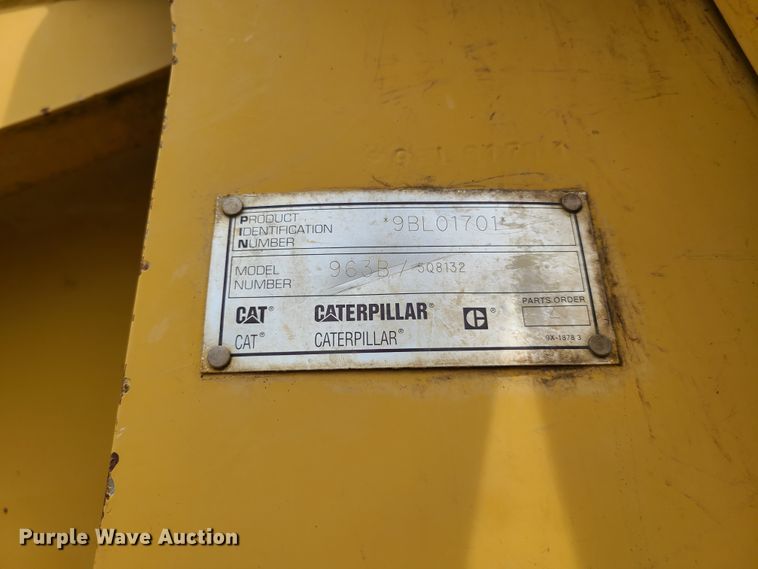 PRODUCT
IDENTIFICATION
NUMBER
PIN
*9BL01701*
MODEL
NUMBER
963B / 5Q8132
CAT® CATERPILLAR® C®
CAT® CATERPILLAR®
PARTS ORDER
9X-1878 3
Purple Wave Auction